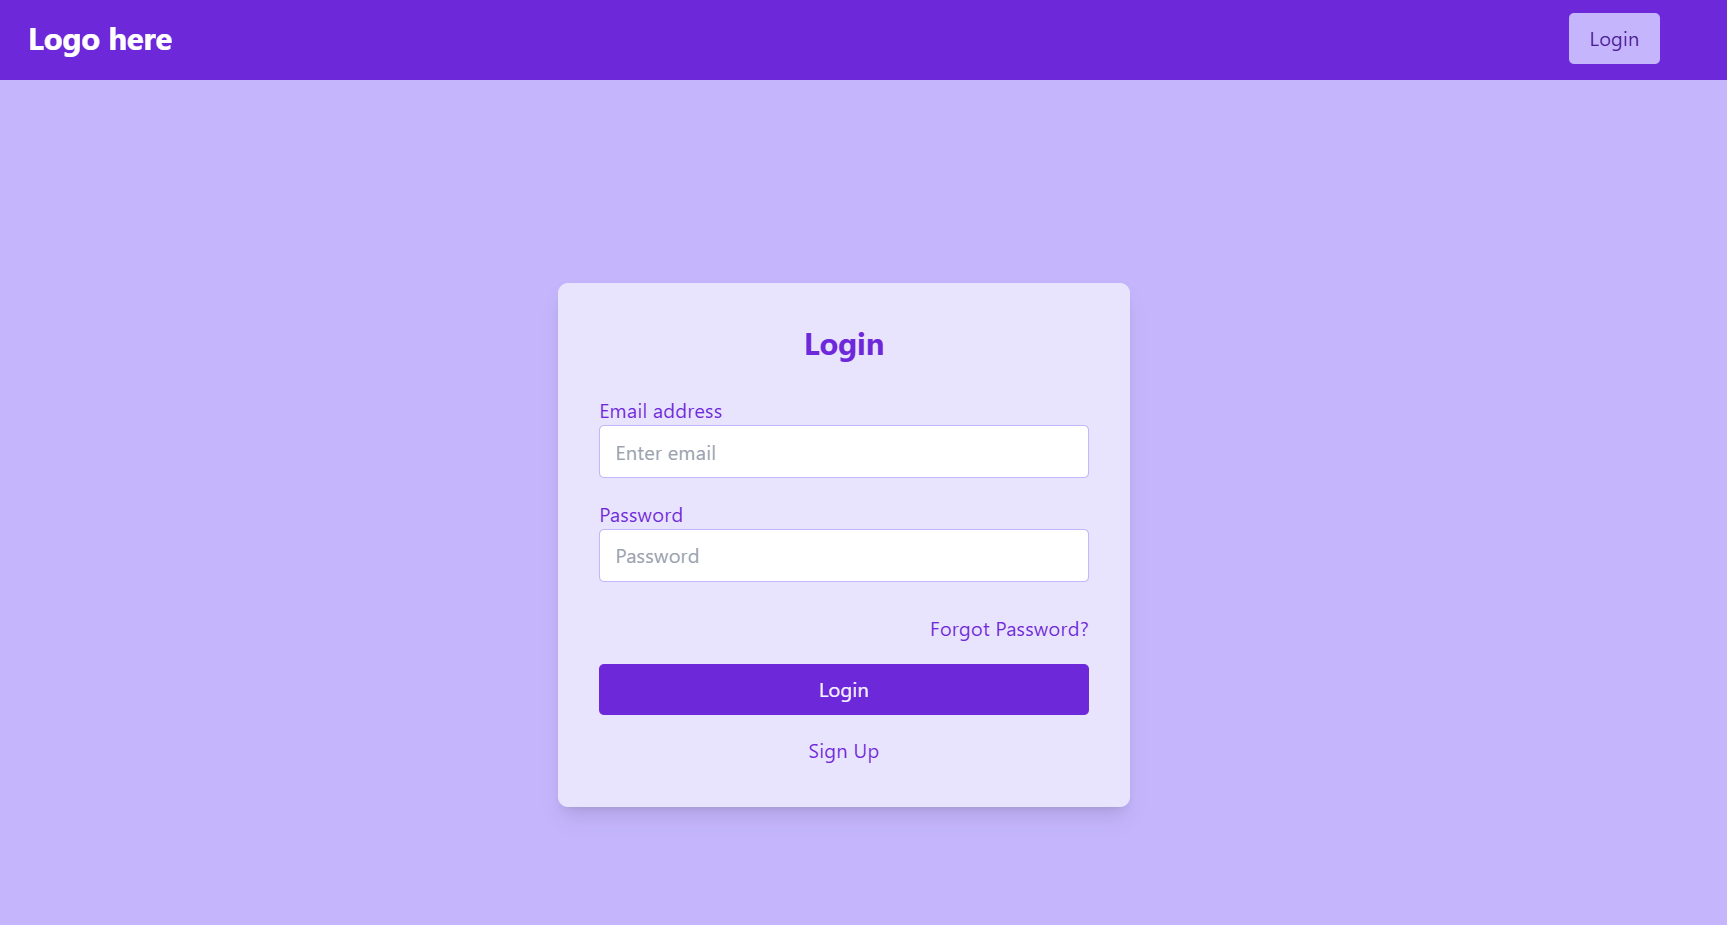 Logo here
Login
Login
Email address
Enter email
Password
Password
Forgot Password?
Login
Sign Up